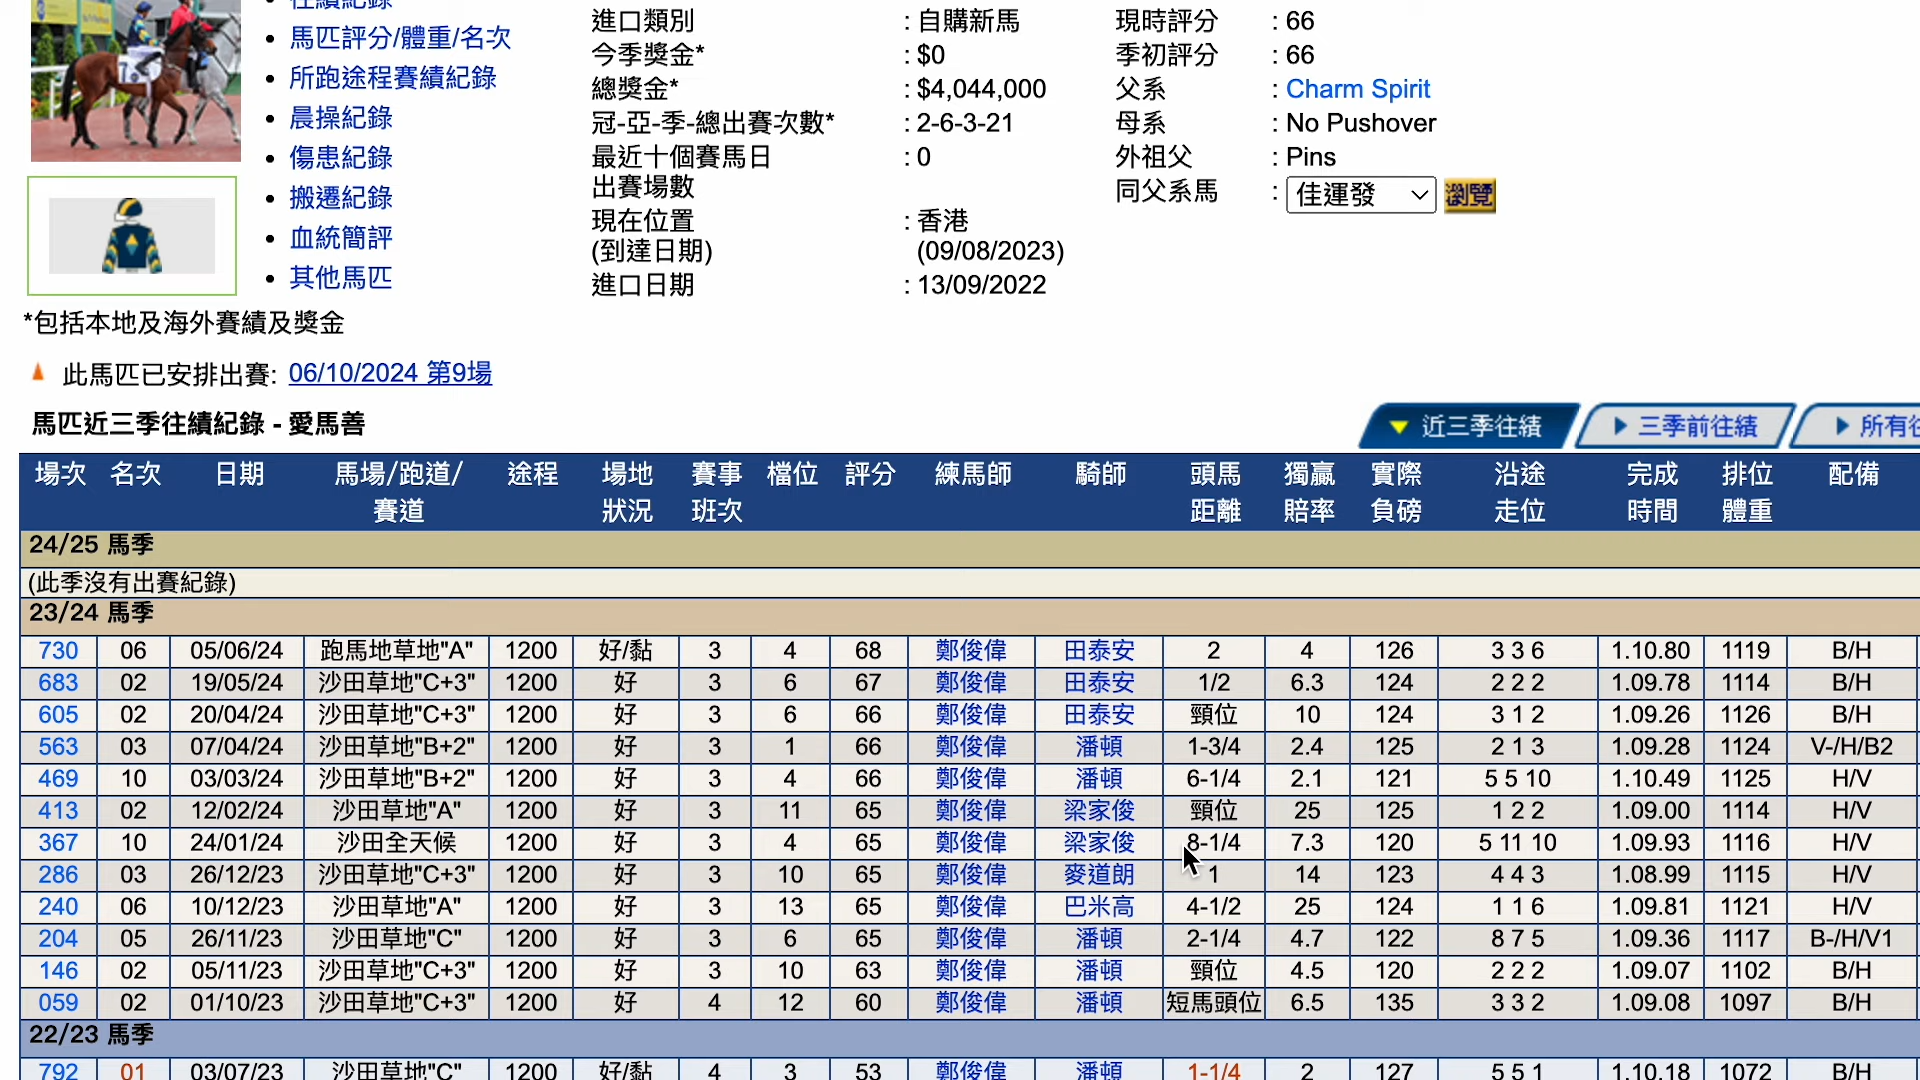 往績紀錄
馬匹評分/體重/名次
所跑途程賽績紀錄
晨操紀錄
傷患紀錄
搬遷紀錄
血統簡評
其他馬匹
進口類別 : 自購新馬
今季獎金* : $0
總獎金* : $4,044,000
冠-亞-季-總出賽次數* : 2-6-3-21
最近十個賽馬日 : 0
出賽場數
現在位置 : 香港
(到達日期) (09/08/2023)
進口日期 : 13/09/2022
現時評分 : 66
季初評分 : 66
父系 : Charm Spirit
母系 : No Pushover
外祖父 : Pins
同父系馬 : 佳運發 瀏覽
*包括本地及海外賽績及獎金
此馬匹已安排出賽: 06/10/2024 第9場
馬匹近三季往績紀錄 - 愛馬善
近三季往績 三季前往績 所有
場次 名次 日期 馬場/跑道/ 途程 場地 賽事 檔位 評分 練馬師 騎師 頭馬 獨贏 實際 沿途 完成 排位 配備
賽道 狀況 班次 距離 賠率 負磅 走位 時間 體重
24/25 馬季
(此季沒有出賽紀錄)
23/24 馬季
730 06 05/06/24 跑馬地草地"A" 1200 好/黏 3 4 68 鄭俊偉 田泰安 2 4 126 3 3 6 1.10.80 1119 B/H
683 02 19/05/24 沙田草地"C+3" 1200 好 3 6 67 鄭俊偉 田泰安 1/2 6.3 124 2 2 2 1.09.78 1114 B/H
605 02 20/04/24 沙田草地"C+3" 1200 好 3 6 66 鄭俊偉 田泰安 頸位 10 124 3 1 2 1.09.26 1126 B/H
563 03 07/04/24 沙田草地"B+2" 1200 好 3 1 66 鄭俊偉 潘頓 1-3/4 2.4 125 2 1 3 1.09.28 1124 V-/H/B2
469 10 03/03/24 沙田草地"B+2" 1200 好 3 4 66 鄭俊偉 潘頓 6-1/4 2.1 121 5 5 10 1.10.49 1125 H/V
413 02 12/02/24 沙田草地"A" 1200 好 3 11 65 鄭俊偉 梁家俊 頸位 25 125 1 2 2 1.09.00 1114 H/V
367 10 24/01/24 沙田全天候 1200 好 3 4 65 鄭俊偉 梁家俊 8-1/4 7.3 120 5 11 10 1.09.93 1116 H/V
286 03 26/12/23 沙田草地"C+3" 1200 好 3 10 65 鄭俊偉 麥道朗 1 14 123 4 4 3 1.08.99 1115 H/V
240 06 10/12/23 沙田草地"A" 1200 好 3 13 65 鄭俊偉 巴米高 4-1/2 25 124 1 1 6 1.09.81 1121 H/V
204 05 26/11/23 沙田草地"C" 1200 好 3 6 65 鄭俊偉 潘頓 2-1/4 4.7 122 8 7 5 1.09.36 1117 B-/H/V1
146 02 05/11/23 沙田草地"C+3" 1200 好 3 10 63 鄭俊偉 潘頓 頸位 4.5 120 2 2 2 1.09.07 1102 B/H
059 02 01/10/23 沙田草地"C+3" 1200 好 4 12 60 鄭俊偉 潘頓 短馬頭位 6.5 135 3 3 2 1.09.08 1097 B/H
22/23 馬季
792 01 03/07/23 沙田草地"C" 1200 好/黏 4 3 53 鄭俊偉 潘頓 1-1/4 2 127 5 5 1 1.10.18 1072 B/H